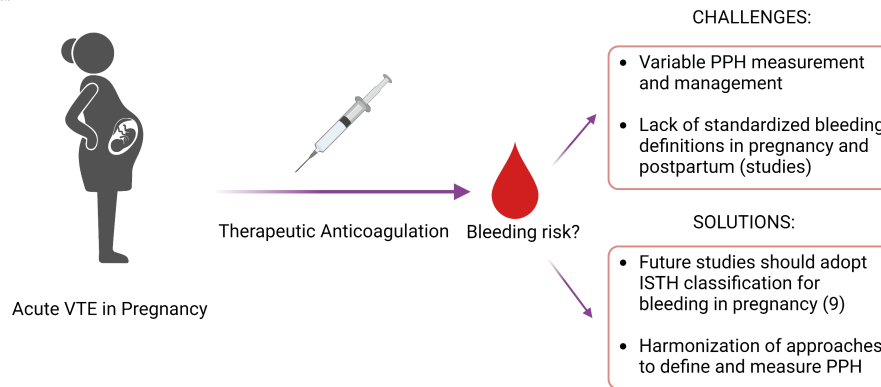 CHALLENGES:
• Variable PPH measurement
and management
• Lack of standardized bleeding
definitions in pregnancy and
postpartum (studies)
Therapeutic Anticoagulation
Bleeding risk?
Acute VTE in Pregnancy
SOLUTIONS:
• Future studies should adopt
ISTH classification for
bleeding in pregnancy (9)
• Harmonization of approaches
to define and measure PPH